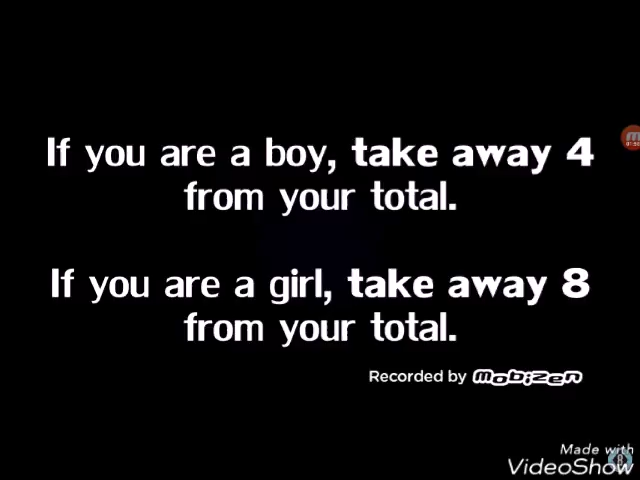 If you are a boy, take away 4
from your total.
If you are a girl, take away 8
from your total.
Recorded by mobizen
Made with
VideoShow